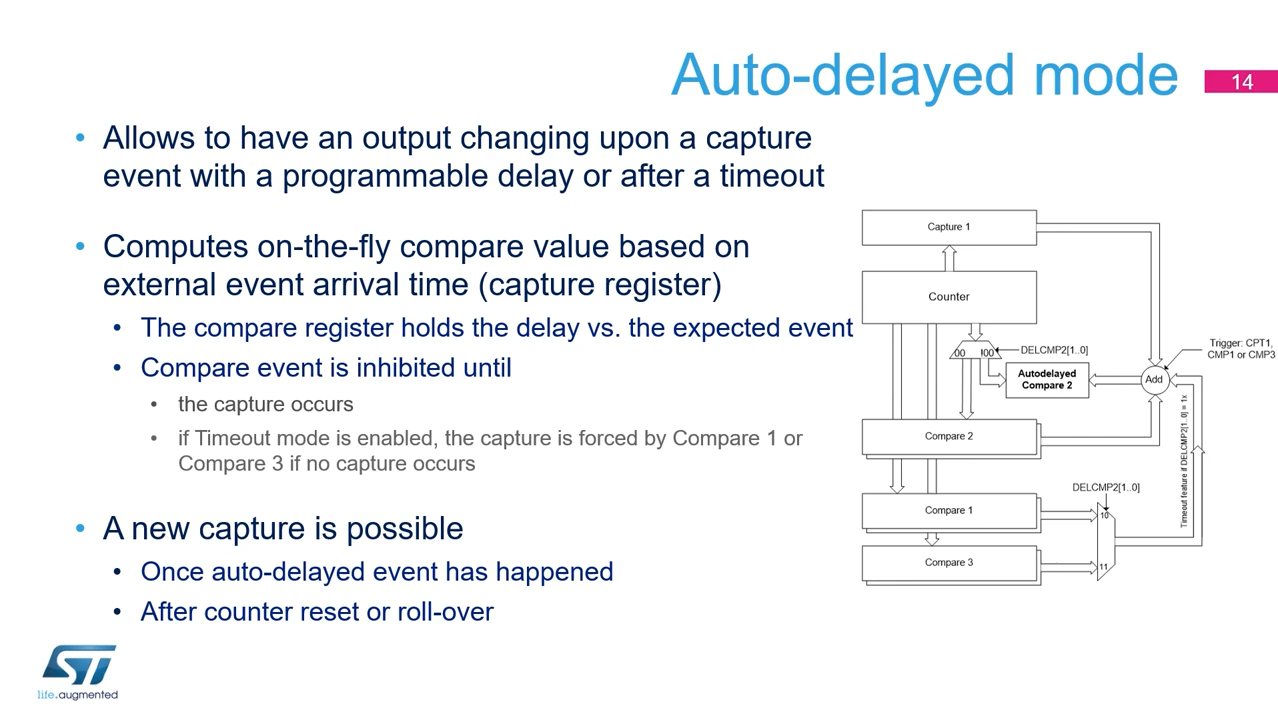 Auto-delayed mode
14
• Allows to have an output changing upon a capture
event with a programmable delay or after a timeout
• Computes on-the-fly compare value based on
external event arrival time (capture register)
• The compare register holds the delay vs. the expected event
• Compare event is inhibited until
• the capture occurs
• if Timeout mode is enabled, the capture is forced by Compare 1 or
Compare 3 if no capture occurs
• A new capture is possible
• Once auto-delayed event has happened
• After counter reset or roll-over
Capture 1
Counter
00 !00
DELCMP2[1..0]
Autodelayed
Compare 2
Add
Trigger: CPT1,
CMP1 or CMP3
Compare 2
Timeout feature if DELCMP2[1..0] = 1x
DELCMP2[1..0]
Compare 1
10
Compare 3
11
ST
life.augmented